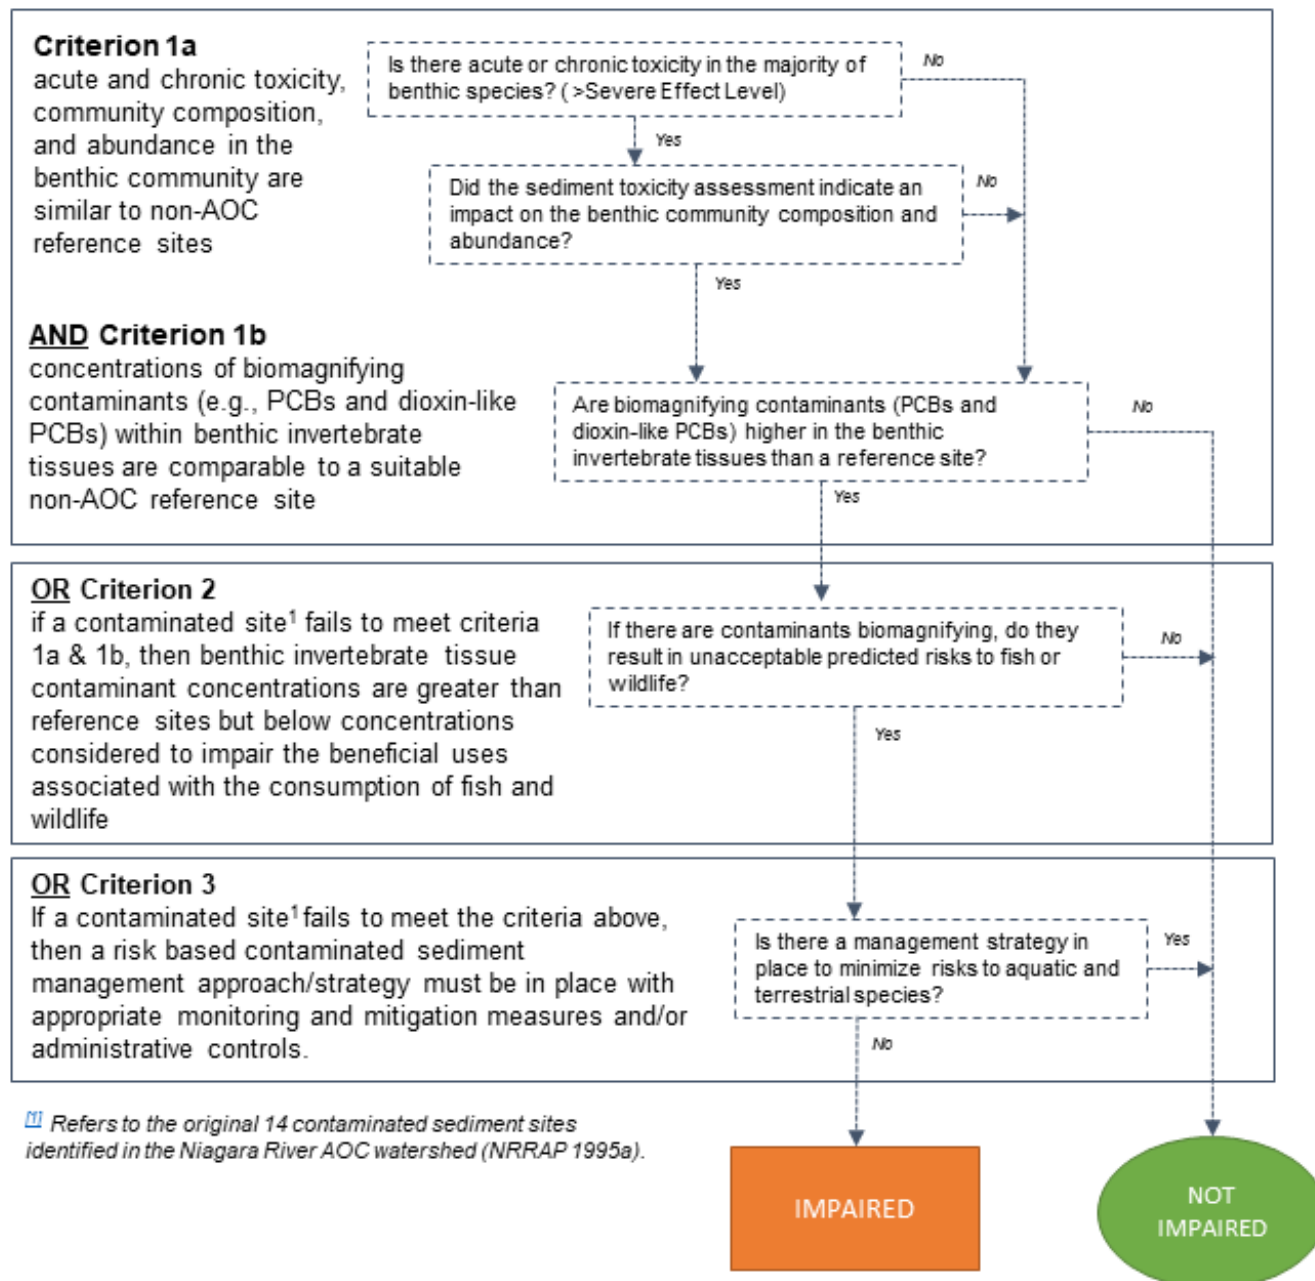 Criterion 1a
acute and chronic toxicity,
community composition,
and abundance in the
benthic community are
similar to non-AOC
reference sites
Is there acute or chronic toxicity in the majority of
benthic species? ( >Severe Effect Level)
No
Yes
Did the sediment toxicity assessment indicate an
impact on the benthic community composition and
abundance?
No
Yes
AND Criterion 1b
concentrations of biomagnifying
contaminants (e.g., PCBs and dioxin-like
PCBs) within benthic invertebrate
tissues are comparable to a suitable
non-AOC reference site
Are biomagnifying contaminants (PCBs and
dioxin-like PCBs) higher in the benthic
invertebrate tissues than a reference site?
No
Yes
OR Criterion 2
if a contaminated site1 fails to meet criteria
1a & 1b, then benthic invertebrate tissue
contaminant concentrations are greater than
reference sites but below concentrations
considered to impair the beneficial uses
associated with the consumption of fish and
wildlife
If there are contaminants biomagnifying, do they
result in unacceptable predicted risks to fish or
wildlife?
No
Yes
OR Criterion 3
If a contaminated site1 fails to meet the criteria above,
then a risk based contaminated sediment
management approach/strategy must be in place with
appropriate monitoring and mitigation measures and/or
administrative controls.
Is there a management strategy in
place to minimize risks to aquatic and
terrestrial species?
Yes
No
[1] Refers to the original 14 contaminated sediment sites
identified in the Niagara River AOC watershed (NRRAP 1995a).
IMPAIRED
NOT
IMPAIRED